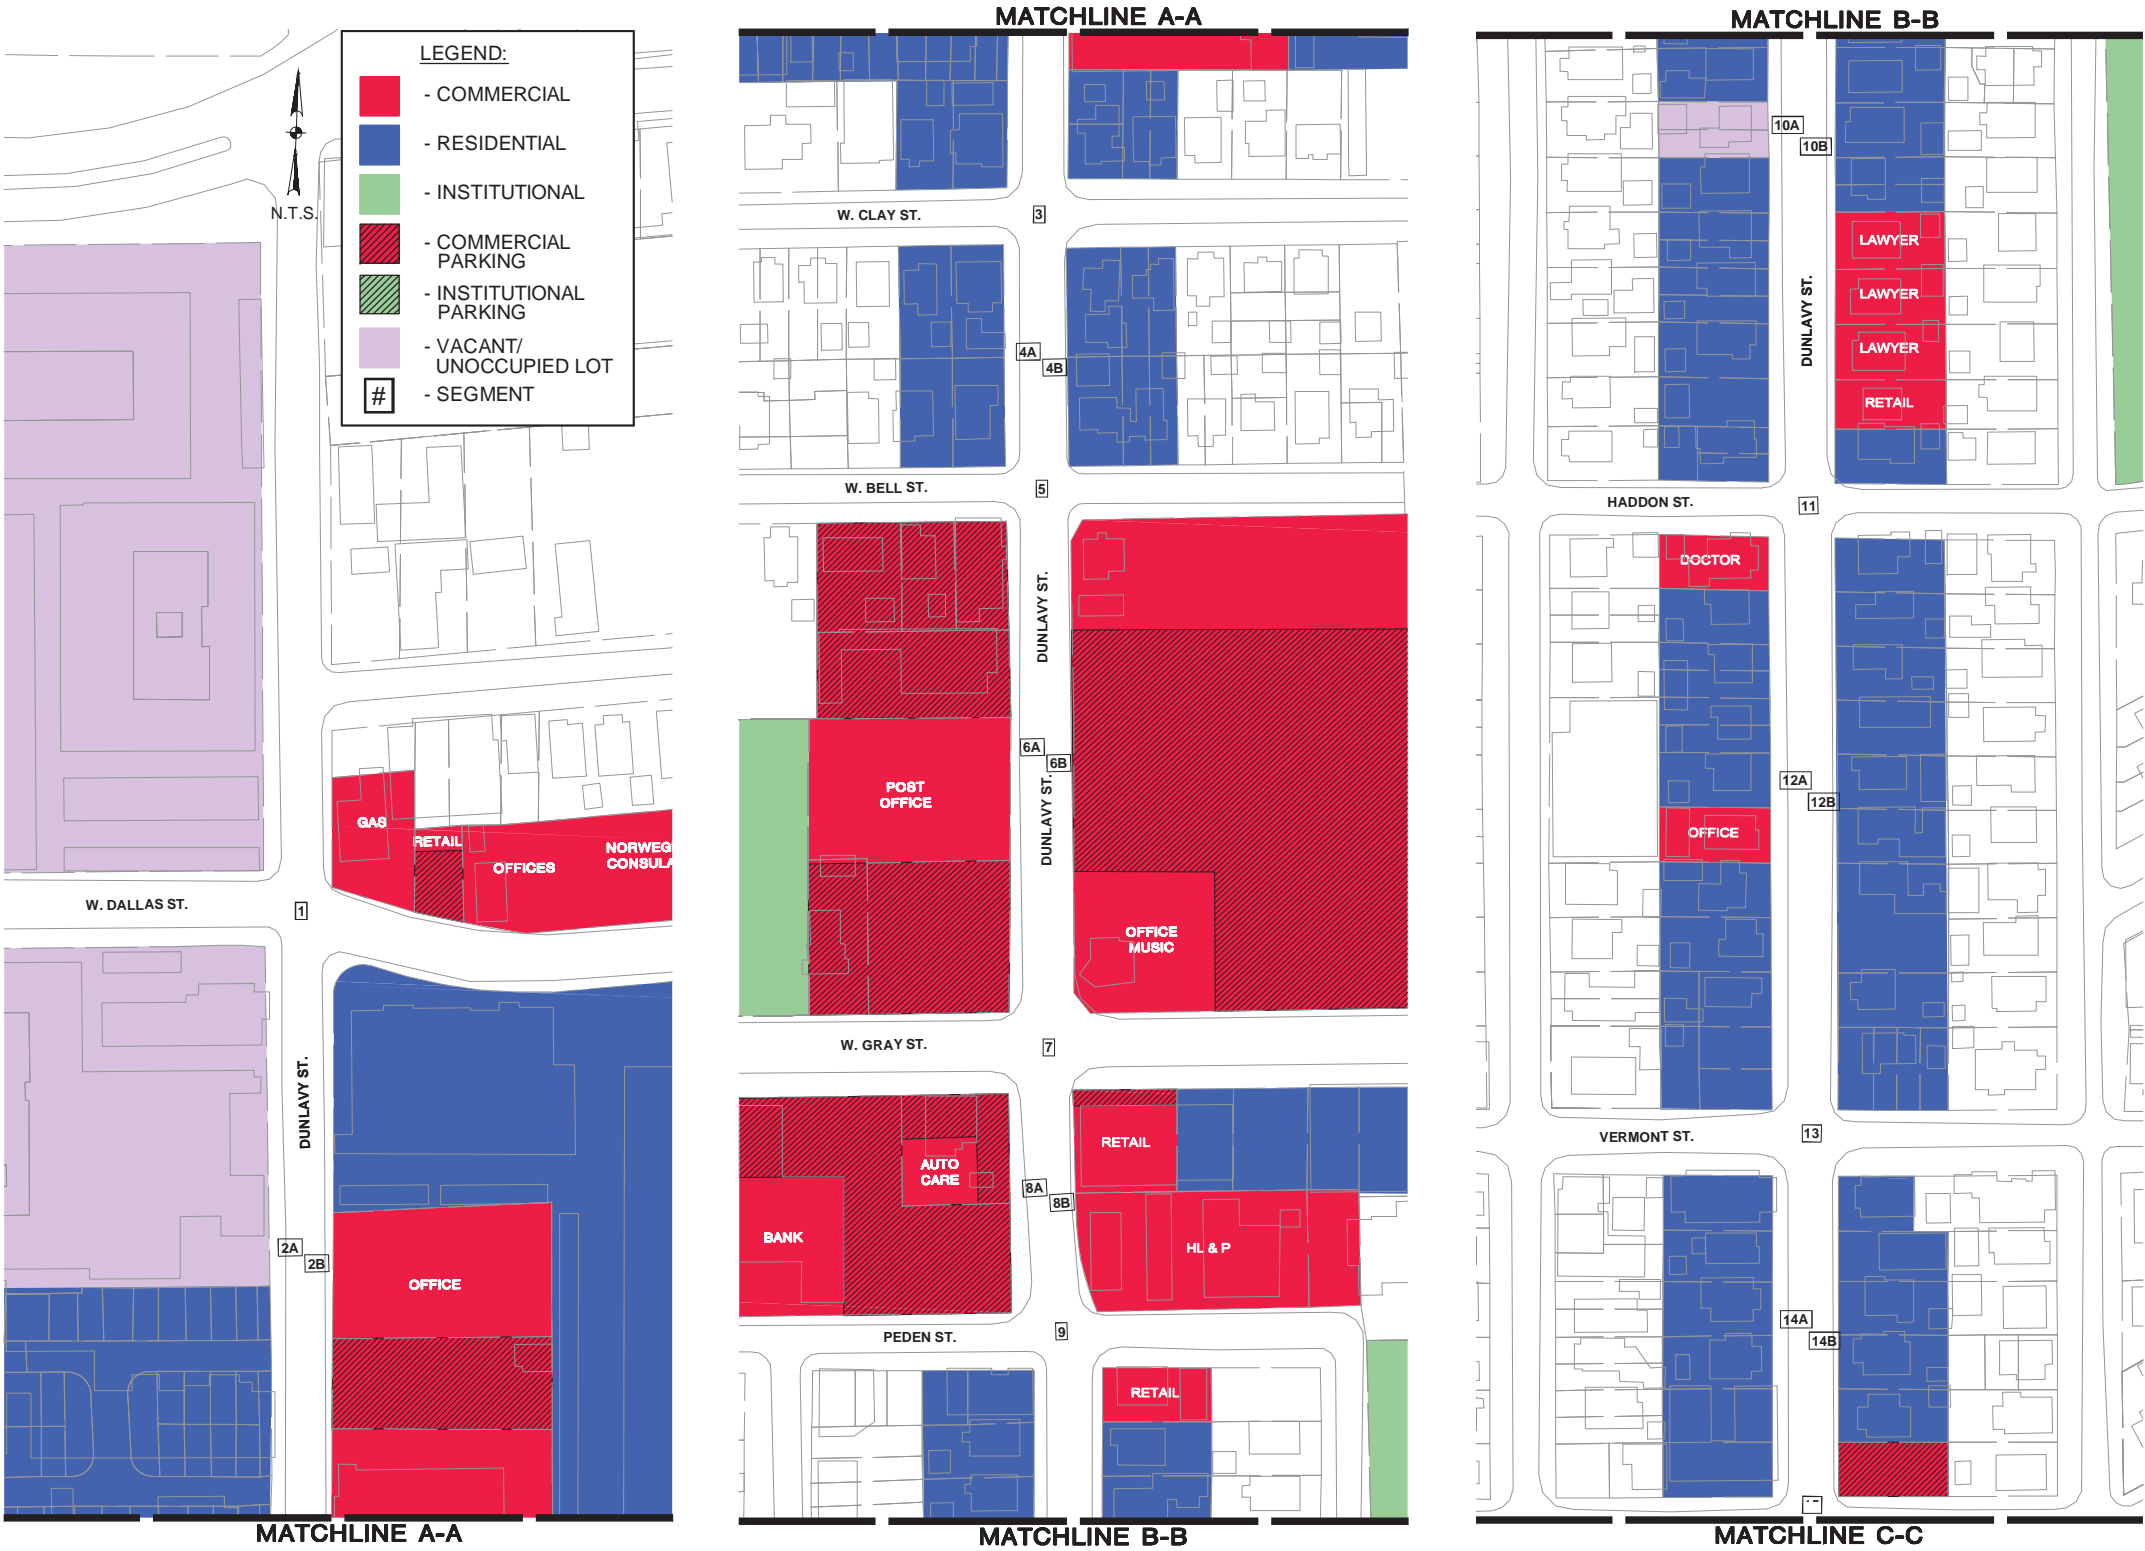 LEGEND:
- COMMERCIAL
- RESIDENTIAL
- INSTITUTIONAL
- COMMERCIAL
PARKING
- INSTITUTIONAL
PARKING
- VACANT/
UNOCCUPIED LOT
# - SEGMENT
N.T.S.
GAS
RETAIL
OFFICES
NORWEG
CONSULA
W. DALLAS ST.
1
DUNLAVY ST.
2A
2B
OFFICE
MATCHLINE A-A
MATCHLINE A-A
W. CLAY ST.
3
4A
4B
W. BELL ST.
5
DUNLAVY ST.
6A
6B
POST
OFFICE
DUNLAVY ST.
OFFICE
MUSIC
W. GRAY ST.
7
RETAIL
AUTO
CARE
8A
8B
BANK
HL & P
PEDEN ST.
9
RETAIL
MATCHLINE B-B
MATCHLINE B-B
10A
10B
LAWYER
LAWYER
DUNLAVY ST.
LAWYER
RETAIL
HADDON ST.
11
DOCTOR
12A
12B
OFFICE
VERMONT ST.
13
14A
14B
MATCHLINE C-C